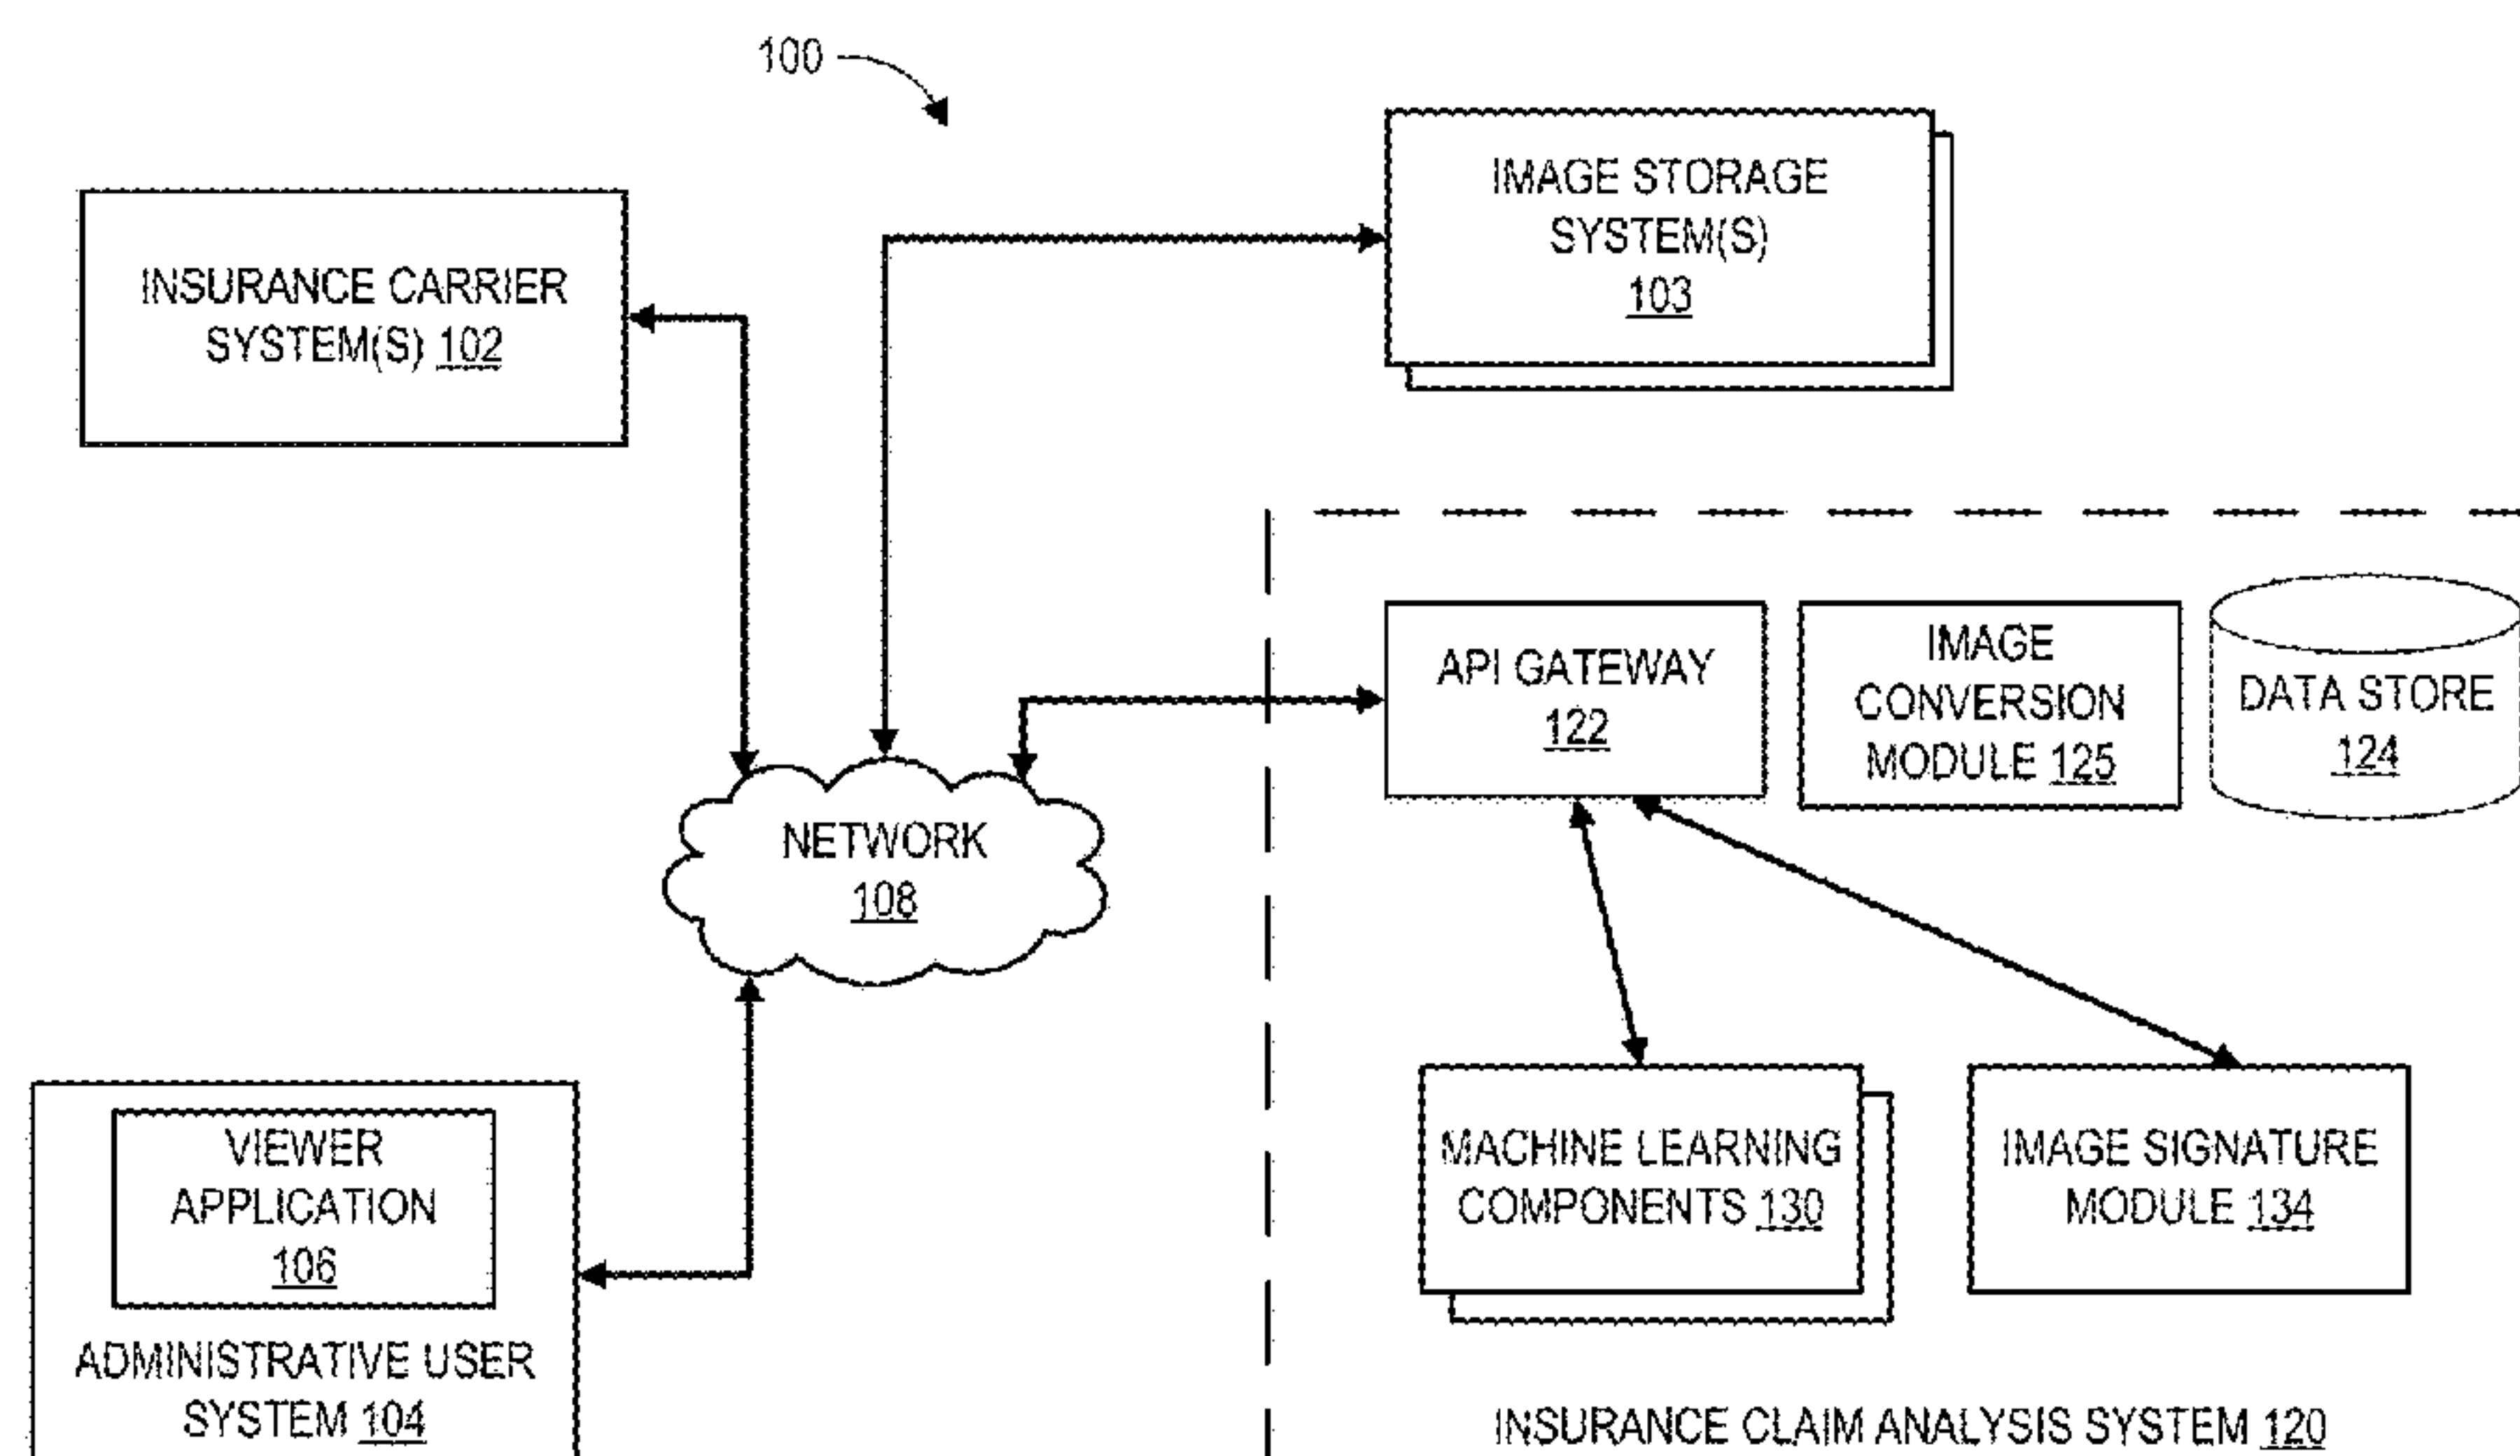 100
IMAGE STORAGE
SYSTEM(S)
103
INSURANCE CARRIER
SYSTEM(S) 102
API GATEWAY
122
IMAGE
CONVERSION
MODULE 125
DATA STORE
124
NETWORK
108
MACHINE LEARNING
COMPONENTS 130
IMAGE SIGNATURE
MODULE 134
VIEWER
APPLICATION
106
ADMINISTRATIVE USER
SYSTEM 104
INSURANCE CLAIM ANALYSIS SYSTEM 120